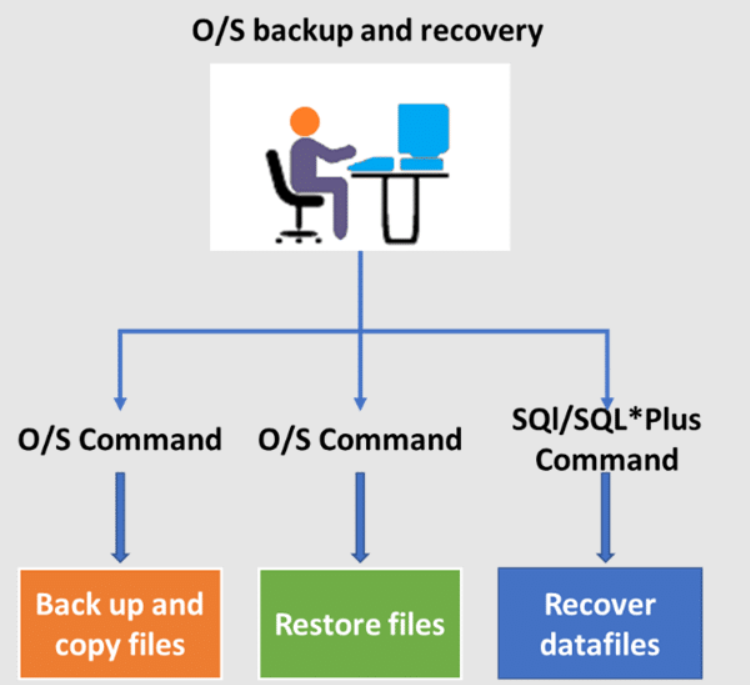 O/S backup and recovery
O/S Command
O/S Command
SQl/SQL*Plus
Command
Back up and
copy files
Restore files
Recover
datafiles